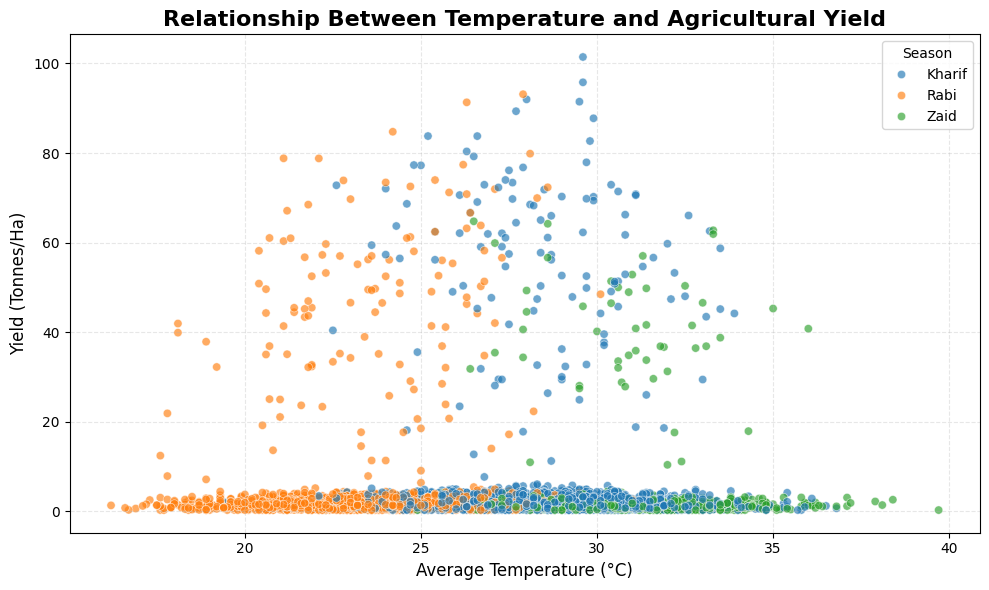 Relationship Between Temperature and Agricultural Yield
Season
Kharif
Rabi
Zaid
Yield (Tonnes/Ha)
100
80
60
40
20
0
20
25
30
35
40
Average Temperature (°C)